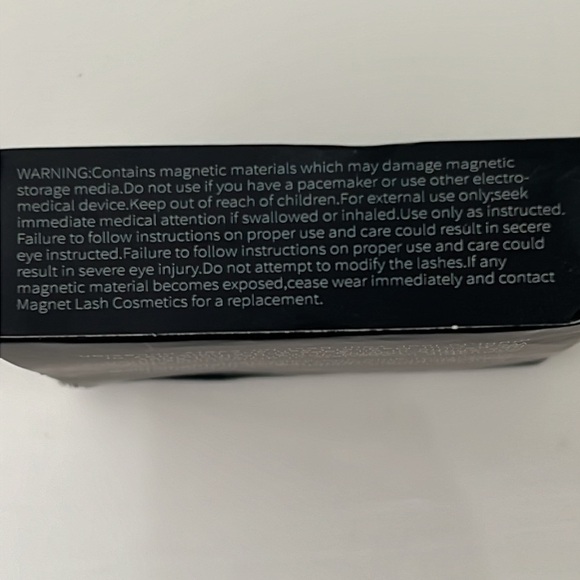 WARNING:Contains magnetic materials which may damage magnetic
storage media.Do not use if you have a pacemaker or use other electro-
medical device.Keep out of reach of children.For external use only;seek
immediate medical attention if swallowed or inhaled.Use only as instructed.
Failure to follow instructions on proper use and care could result in secere
eye instructed.Failure to follow instructions on proper use and care could
result in severe eye injury.Do not attempt to modify the lashes.If any
magnetic material becomes exposed,cease wear immediately and contact
Magnet Lash Cosmetics for a replacement.